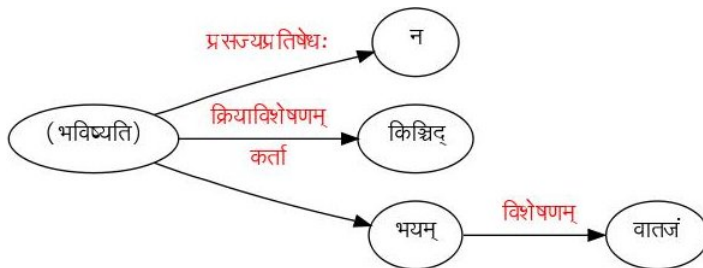 प्रसज्यप्रतिषेधः
न
(भविष्यति)
क्रियाविशेषणम्
किञ्चिद्
कर्ता
भयम्
विशेषणम्
वातजं